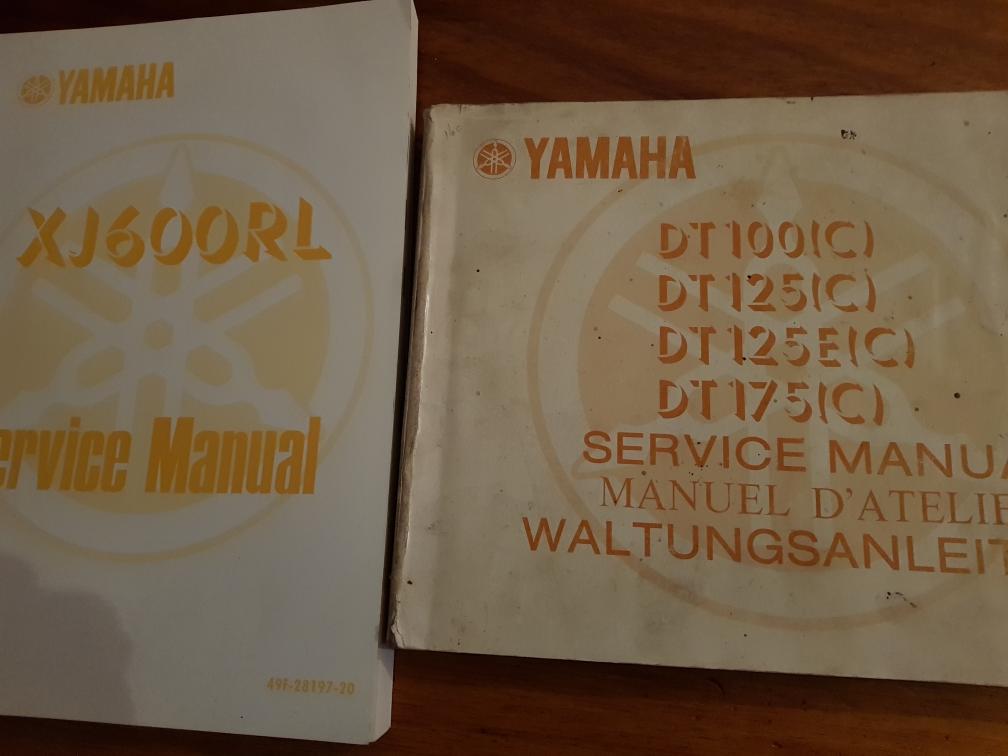 YAMAHA
XJ600RL
ervice Manual
49F-28197-20
YAMAHA
DT100(C)
DT125(C)
DT125E(C)
DT175(C)
SERVICE MANUA
MANUEL D'ATELIE
WALTUNGSANLEIT